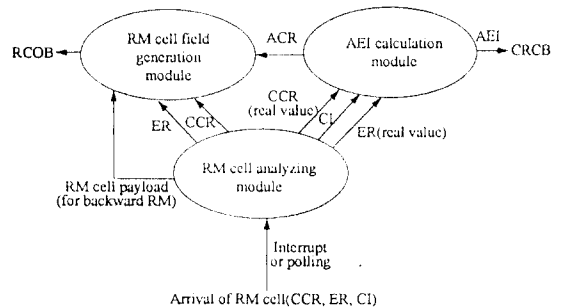 RM cell field
generation
module
RCOB
ACR
AEI calculation
module
AEI
CRCB
CCR
(real value)
CI
ER(real value)
ER
CCR
RM cell analyzing
module
RM cell payload
(for backward RM)
Interrupt
or polling
Arrival of RM cell(CCR, ER, CI)